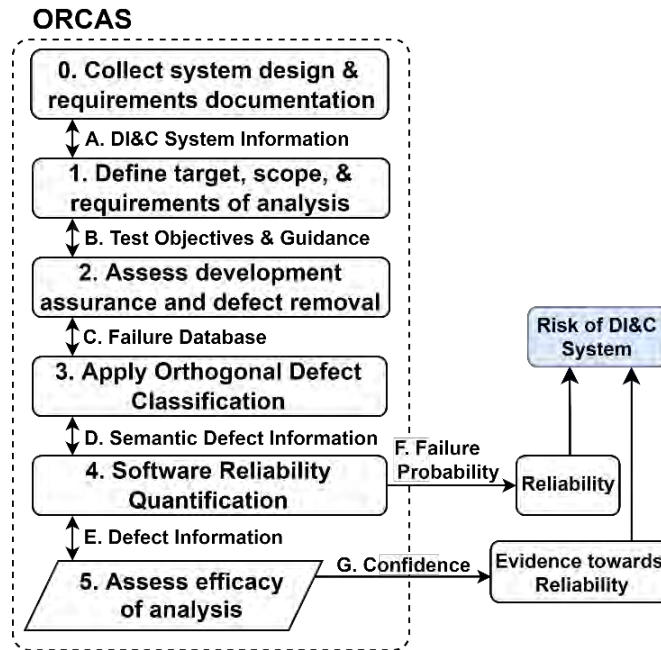 ORCAS
0. Collect system design &
requirements documentation
A. DI&C System Information
1. Define target, scope, &
requirements of analysis
B. Test Objectives & Guidance
2. Assess development
assurance and defect removal
C. Failure Database
3. Apply Orthogonal Defect
Classification
D. Semantic Defect Information
4. Software Reliability
Quantification
E. Defect Information
5. Assess efficacy
of analysis
F. Failure
Probability
G. Confidence
Reliability
Evidence towards
Reliability
Risk of DI&C
System